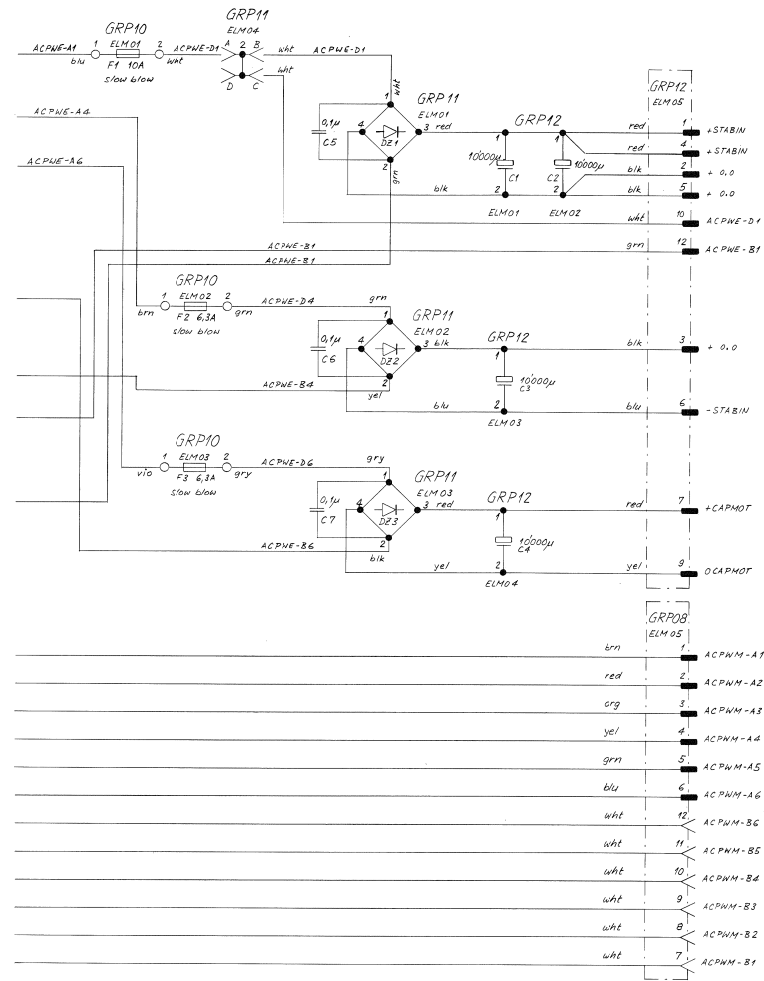 GRP10
GRP11
ELM04
ACPWE-A1
1
ELM01
2
ACPWE-D1
A
2
B
wht
ACPWE-D1
blu
F1 10A
wht
slow blow
D
C
wht
wht
GRP12
ELM05
ACPWE-A4
1
GRP11
ELM01
0,1µ
C5
4
DZ1
3
red
GRP12
red
1
+STABIN
1
1
red
4
+STABIN
ACPWE-A6
2
grn
10'000µ
C1
10'000µ
C2
blk
2
+ 0.0
blk
2
2
blk
5
+ 0.0
ELM01
ELM02
wht
10
ACPWE-D1
ACPWE-B1
grn
12
ACPWE-B1
ACPWE-B1
GRP10
1
ELM02
2
ACPWE-D4
grn
brn
F2 6,3A
grn
slow blow
1
GRP11
ELM02
0,1µ
C6
4
DZ2
3
blk
GRP12
1
blk
3
+ 0.0
2
ACPWE-B4
yel
10'000µ
C3
blu
2
blu
6
-STABIN
ELM03
GRP10
1
ELM03
2
ACPWE-D6
gry
vio
F3 6,3A
gry
slow blow
1
GRP11
ELM03
0,1µ
C7
4
DZ3
3
red
GRP12
1
red
7
+CAPMOT
2
ACPWE-B6
blk
10'000µ
C4
yel
2
yel
9
0CAPMOT
ELM04
GRP08
ELM05
brn
1
ACPWM-A1
red
2
ACPWM-A2
org
3
ACPWM-A3
yel
4
ACPWM-A4
grn
5
ACPWM-A5
blu
6
ACPWM-A6
wht
12
ACPWM-B6
wht
11
ACPWM-B5
wht
10
ACPWM-B4
wht
9
ACPWM-B3
wht
8
ACPWM-B2
wht
7
ACPWM-B1